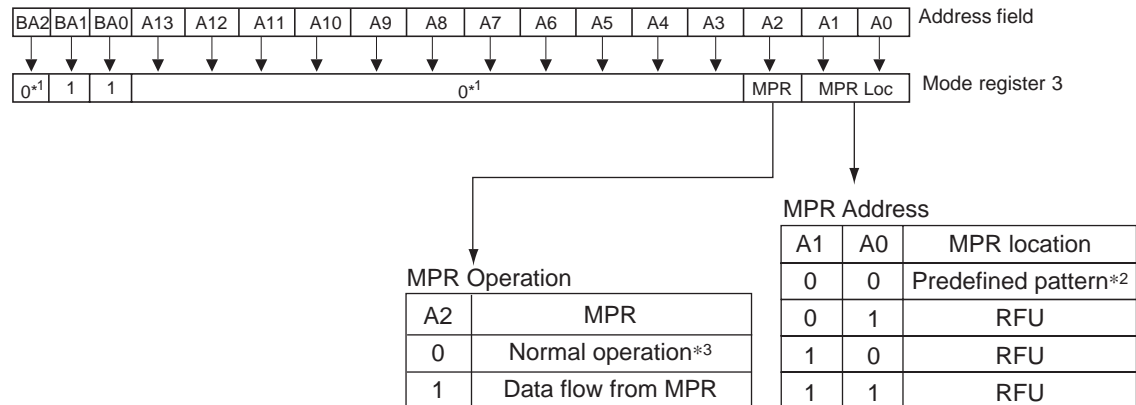 BA2 BA1 BA0 A13 A12 A11 A10 A9 A8 A7 A6 A5 A4 A3 A2 A1 A0 Address field
0*1 1 1 0*1 MPR MPR Loc Mode register 3
MPR Operation
A2 MPR
0 Normal operation*3
1 Data flow from MPR
MPR Address
A1 A0 MPR location
0 0 Predefined pattern*2
0 1 RFU
1 0 RFU
1 1 RFU